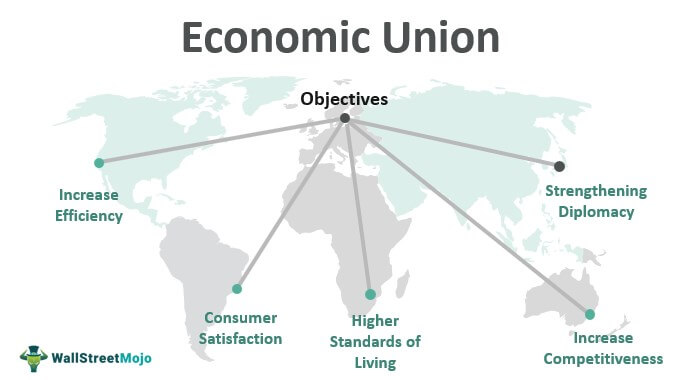 Economic Union
Objectives
Increase
Efficiency
Strengthening
Diplomacy
Consumer
Satisfaction
Higher
Standards of
Living
Increase
Competitiveness
WallStreetMojo